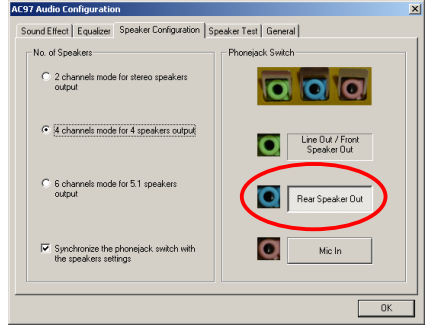 AC97 Audio Configuration
Sound Effect
Equalizer
Speaker Configuration
Speaker Test
General
No. of Speakers
2 channels mode for stereo speakers
output
4 channels mode for 4 speakers output
6 channels mode for 5.1 speakers
output
Synchronize the phonejack switch with
the speakers settings
Phonejack Switch
Line Out / Front
Speaker Out
Rear Speaker Out
Mic In
OK